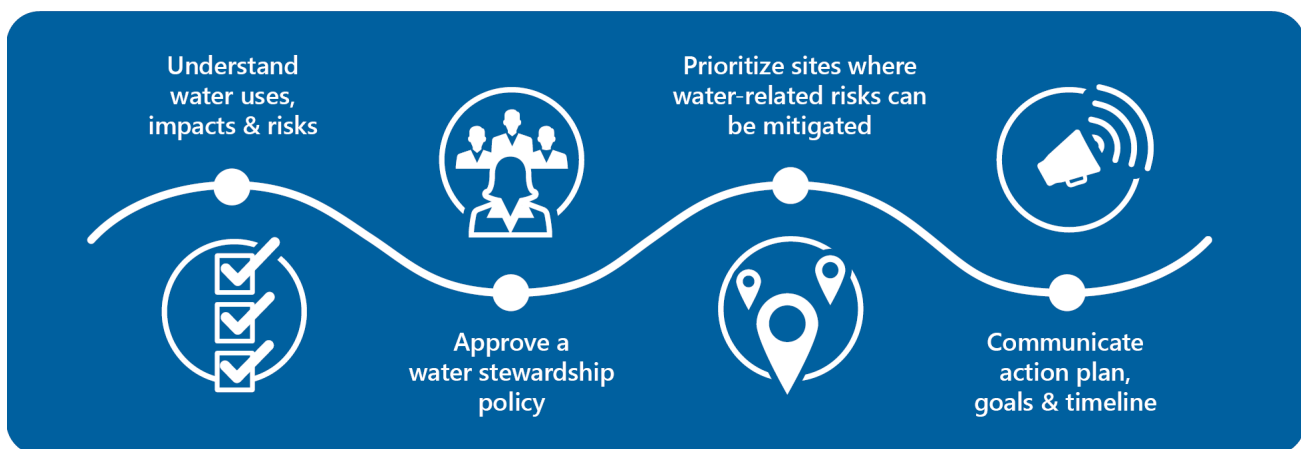 Understand
water uses,
impacts & risks
Approve a
water stewardship
policy
Prioritize sites where
water-related risks can
be mitigated
Communicate
action plan,
goals & timeline